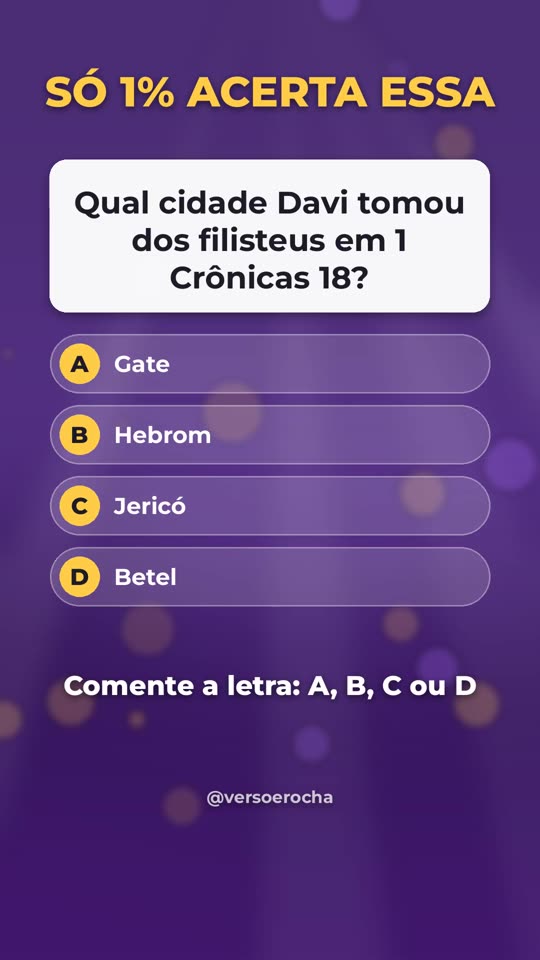 SÓ 1% ACERTA ESSA
Qual cidade Davi tomou
dos filisteus em 1
Crônicas 18?
A Gate
B Hebrom
C Jericó
D Betel
Comente a letra: A, B, C ou D
@versoerocha